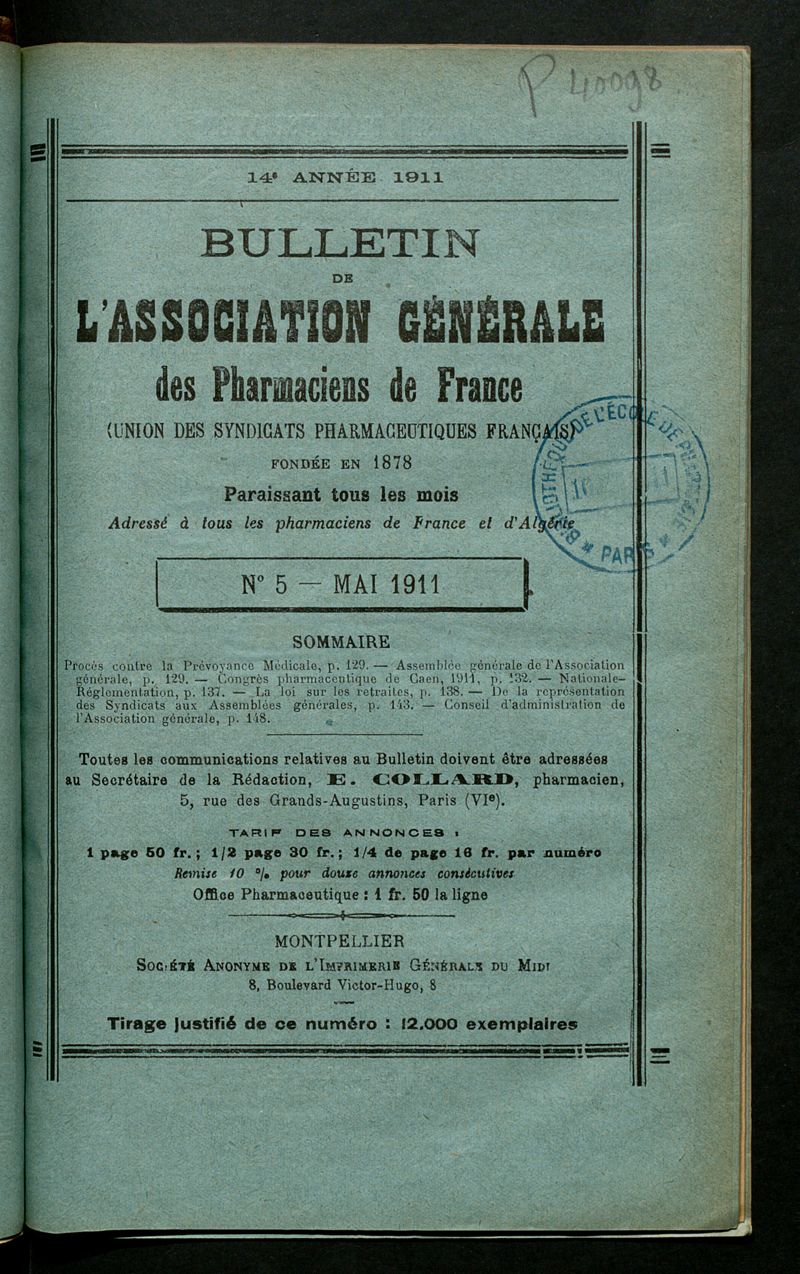 P 40098
14e ANNÉE 1911
BULLETIN
DE
L'ASSOCIATION GÉNÉRALE
des Pharmaciens de France
(UNION DES SYNDICATS PHARMACEUTIQUES FRANÇAIS)
FONDÉE EN 1878
Paraissant tous les mois
Adressé à tous les pharmaciens de France et d'Algérie
BIBLIOTHÈQUE DE L'ÉCOLE DE PHARMACIE
PARIS
N° 5 — MAI 1911
SOMMAIRE
Procès contre la Prévoyance Médicale, p. 129. — Assemblée générale de l'Association
générale, p. 129. — Congrès pharmaceutique de Caen, 1911, p. 132. — Nationale-
Réglementation, p. 137. — La loi sur les retraites, p. 138. — De la représentation
des Syndicats aux Assemblées générales, p. 143. — Conseil d'administration de
l'Association générale, p. 148.
Toutes les communications relatives au Bulletin doivent être adressées
au Secrétaire de la Rédaction, E. COLLARD, pharmacien,
5, rue des Grands-Augustins, Paris (VIe).
TARIF DES ANNONCES :
1 page 50 fr.; 1/2 page 30 fr.; 1/4 de page 16 fr. par numéro
Remise 10 % pour douze annonces consécutives
Office Pharmaceutique : 1 fr. 50 la ligne
MONTPELLIER
SOCIÉTÉ ANONYME DE L'IMPRIMERIE GÉNÉRALE DU MIDI
8, Boulevard Victor-Hugo, 8
Tirage justifié de ce numéro : 12.000 exemplaires